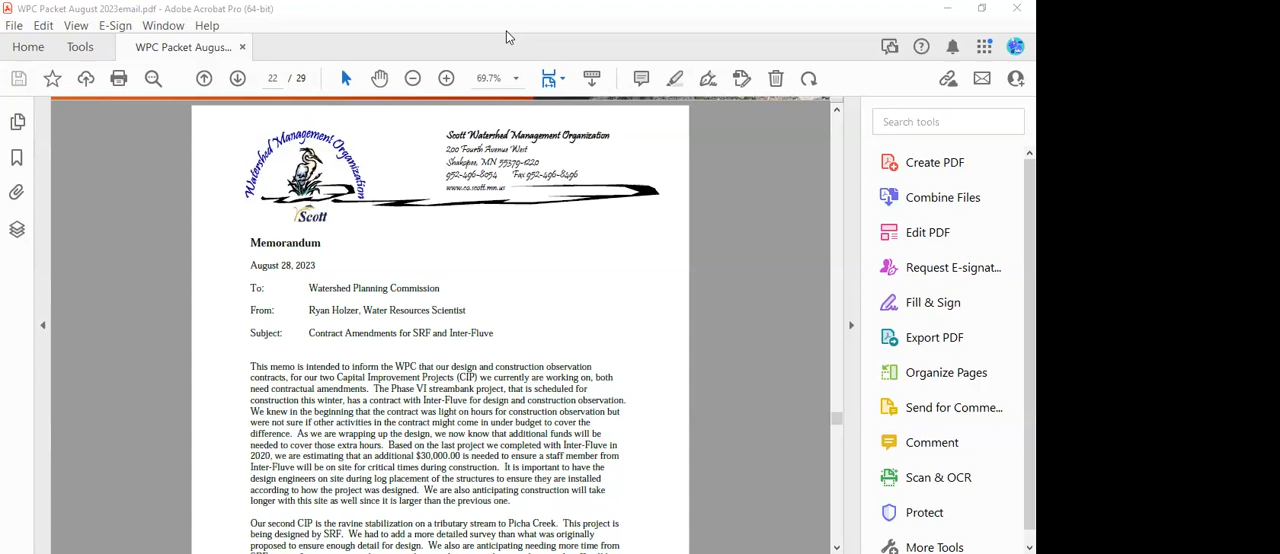 WPC Packet August 2023email.pdf - Adobe Acrobat Pro (64-bit)
File Edit View E-Sign Window Help
Home Tools WPC Packet Augus... ×
22 / 29 69.7%
Search tools
Create PDF
Combine Files
Edit PDF
Request E-signat...
Fill & Sign
Export PDF
Organize Pages
Send for Comme...
Comment
Scan & OCR
Protect
More Tools
Watershed Management Organization
Scott
Scott Watershed Management Organization
200 Fourth Avenue West
Shakopee, MN 55379-1220
952-496-8054 Fax 952-496-8496
www.co.scott.mn.us
Memorandum
August 28, 2023
To: Watershed Planning Commission
From: Ryan Holzer, Water Resources Scientist
Subject: Contract Amendments for SRF and Inter-Fluve
This memo is intended to inform the WPC that our design and construction observation
contracts, for our two Capital Improvement Projects (CIP) we currently are working on, both
need contractual amendments. The Phase VI streambank project, that is scheduled for
construction this winter, has a contract with Inter-Fluve for design and construction observation.
We knew in the beginning that the contract was light on hours for construction observation but
were not sure if other activities in the contract might come in under budget to cover the
difference. As we are wrapping up the design, we now know that additional funds will be
needed to cover those extra hours. Based on the last project we completed with Inter-Fluve in
2020, we are estimating that an additional $30,000.00 is needed to ensure a staff member from
Inter-Fluve will be on site for critical times during construction. It is important to have the
design engineers on site during log placement of the structures to ensure they are installed
according to how the project was designed. We are also anticipating construction will take
longer with this site as well since it is larger than the previous one.
Our second CIP is the ravine stabilization on a tributary stream to Picha Creek. This project is
being designed by SRF. We had to add a more detailed survey than what was originally
proposed to ensure enough detail for design. We also are anticipating needing more time from